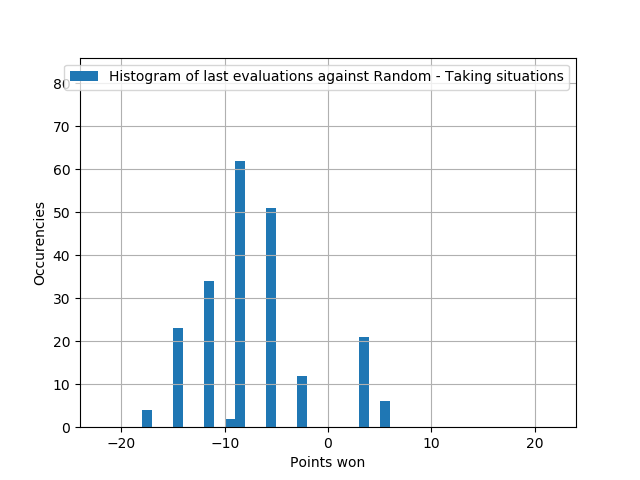 Histogram of last evaluations against Random - Taking situations
80
70
60
50
40
30
20
10
0
Occurencies
−20 −10 0 10 20
Points won